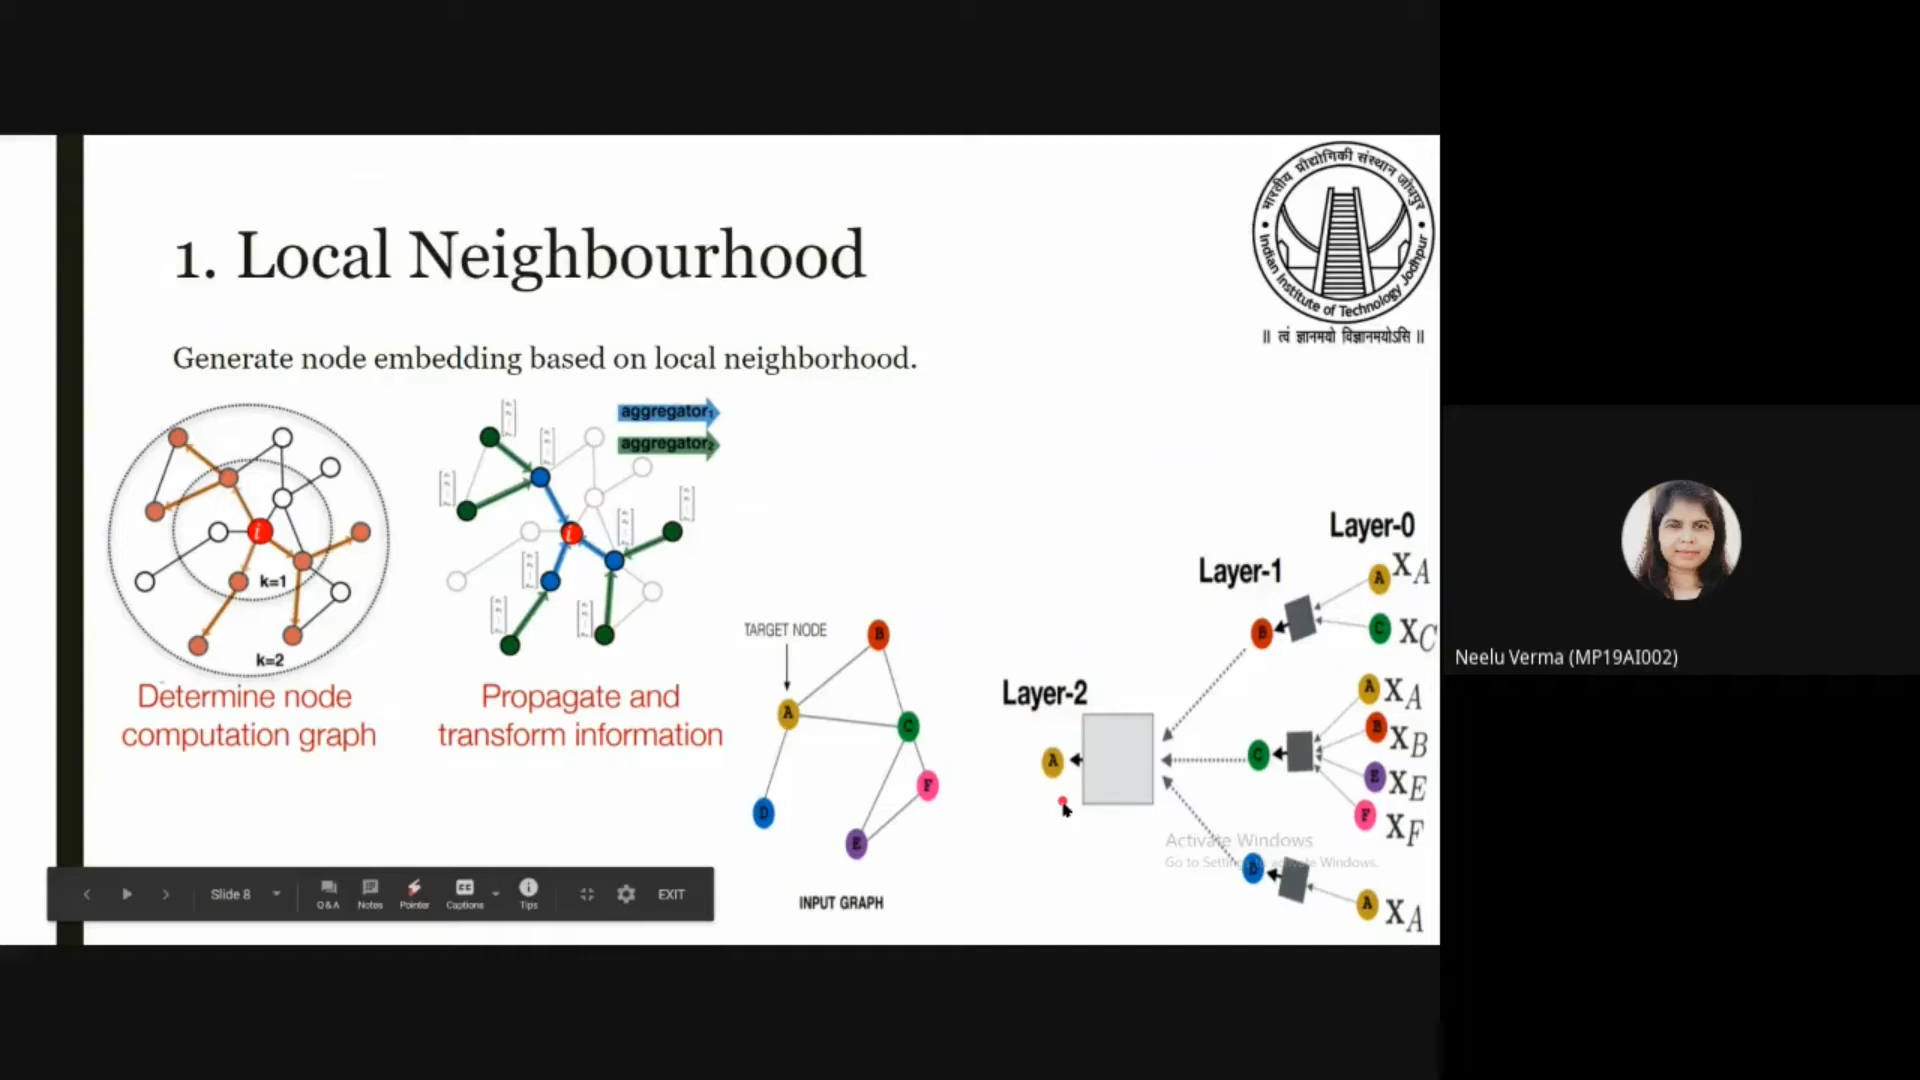 भारतीय प्रौद्योगिकी संस्थान जोधपुर
Indian Institute of Technology Jodhpur
॥ त्वं ज्ञानमयो विज्ञानमयोऽसि ॥
1. Local Neighbourhood
Generate node embedding based on local neighborhood.
i
k=1
k=2
Determine node
computation graph
aggregator₁
aggregator₂
i
Propagate and
transform information
TARGET NODE
B
A
C
F
D
E
INPUT GRAPH
Layer-2
Layer-1
Layer-0
A
B
C
D
A X_A
C X_C
A X_A
B X_B
E X_E
F X_F
A X_A
Activate Windows
Go to Settings to activate Windows.
Slide 8
Q&A
Notes
Pointer
CC
Captions
Tips
EXIT
Neelu Verma (MP19AI002)